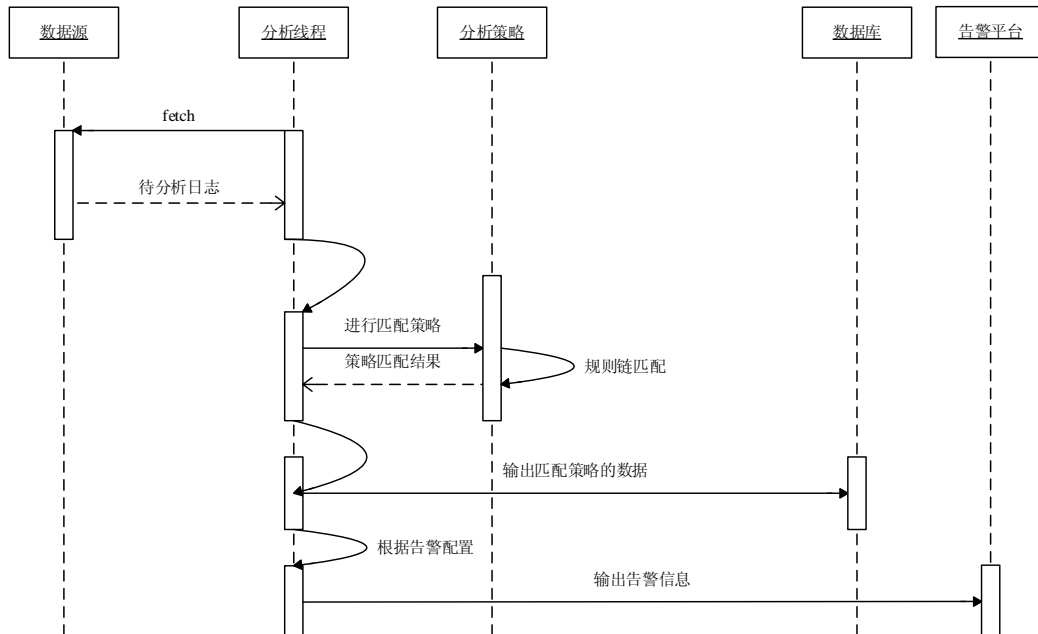 数据源
分析线程
分析策略
数据库
告警平台
fetch
待分析日志
进行匹配策略
策略匹配结果
规则链匹配
输出匹配策略的数据
根据告警配置
输出告警信息